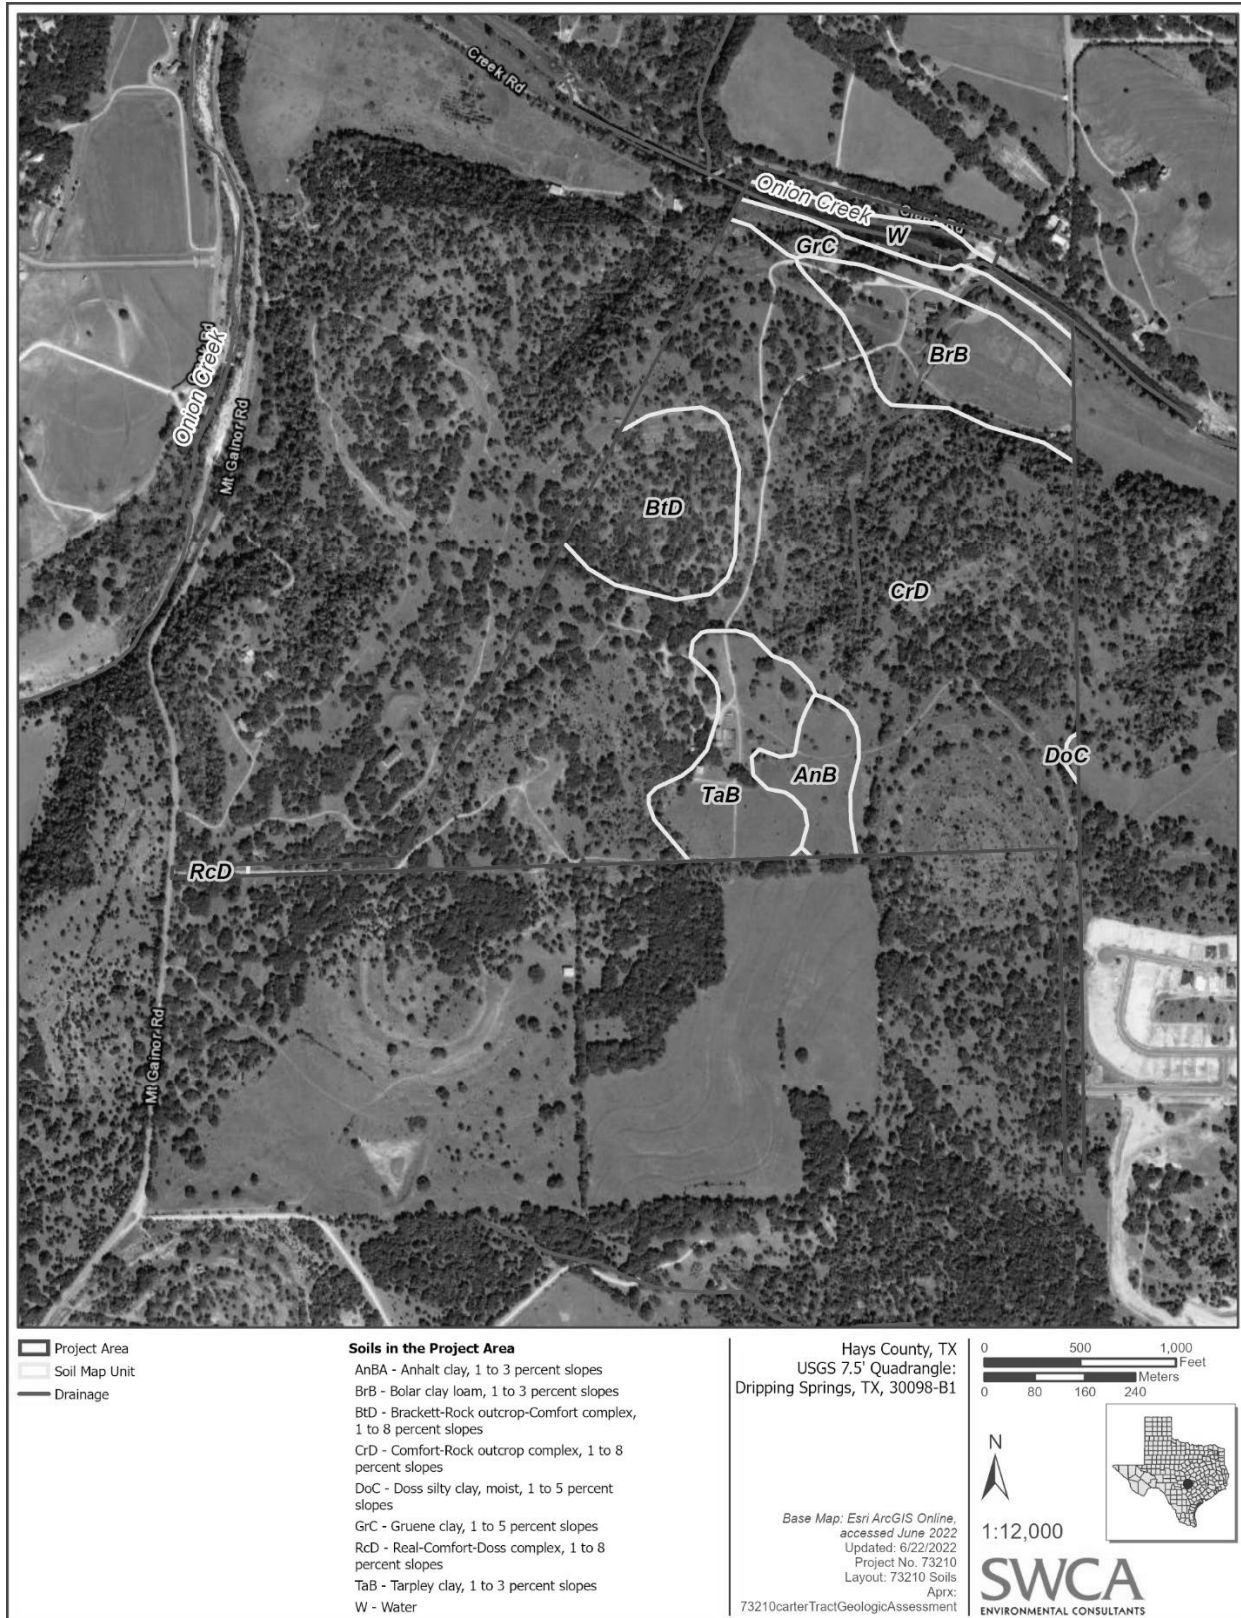 Creek Rd
Onion Creek
W
GrC
BrB
Onion Creek
Mt Gainor Rd
BtD
CrD
DoC
AnB
TaB
RcD
Mt Gainor Rd
Project Area
Soil Map Unit
Drainage
Soils in the Project Area
AnBA - Anhalt clay, 1 to 3 percent slopes
BrB - Bolar clay loam, 1 to 3 percent slopes
BtD - Brackett-Rock outcrop-Comfort complex,
1 to 8 percent slopes
CrD - Comfort-Rock outcrop complex, 1 to 8
percent slopes
DoC - Doss silty clay, moist, 1 to 5 percent
slopes
GrC - Gruene clay, 1 to 5 percent slopes
RcD - Real-Comfort-Doss complex, 1 to 8
percent slopes
TaB - Tarpley clay, 1 to 3 percent slopes
W - Water
Hays County, TX
USGS 7.5' Quadrangle:
Dripping Springs, TX, 30098-B1
Base Map: Esri ArcGIS Online,
accessed June 2022
Updated: 6/22/2022
Project No. 73210
Layout: 73210 Soils
Aprx:
73210carterTractGeologicAssessment
0 500 1,000
Feet
Meters
0 80 160 240
N
1:12,000
SWCA
ENVIRONMENTAL CONSULTANTS